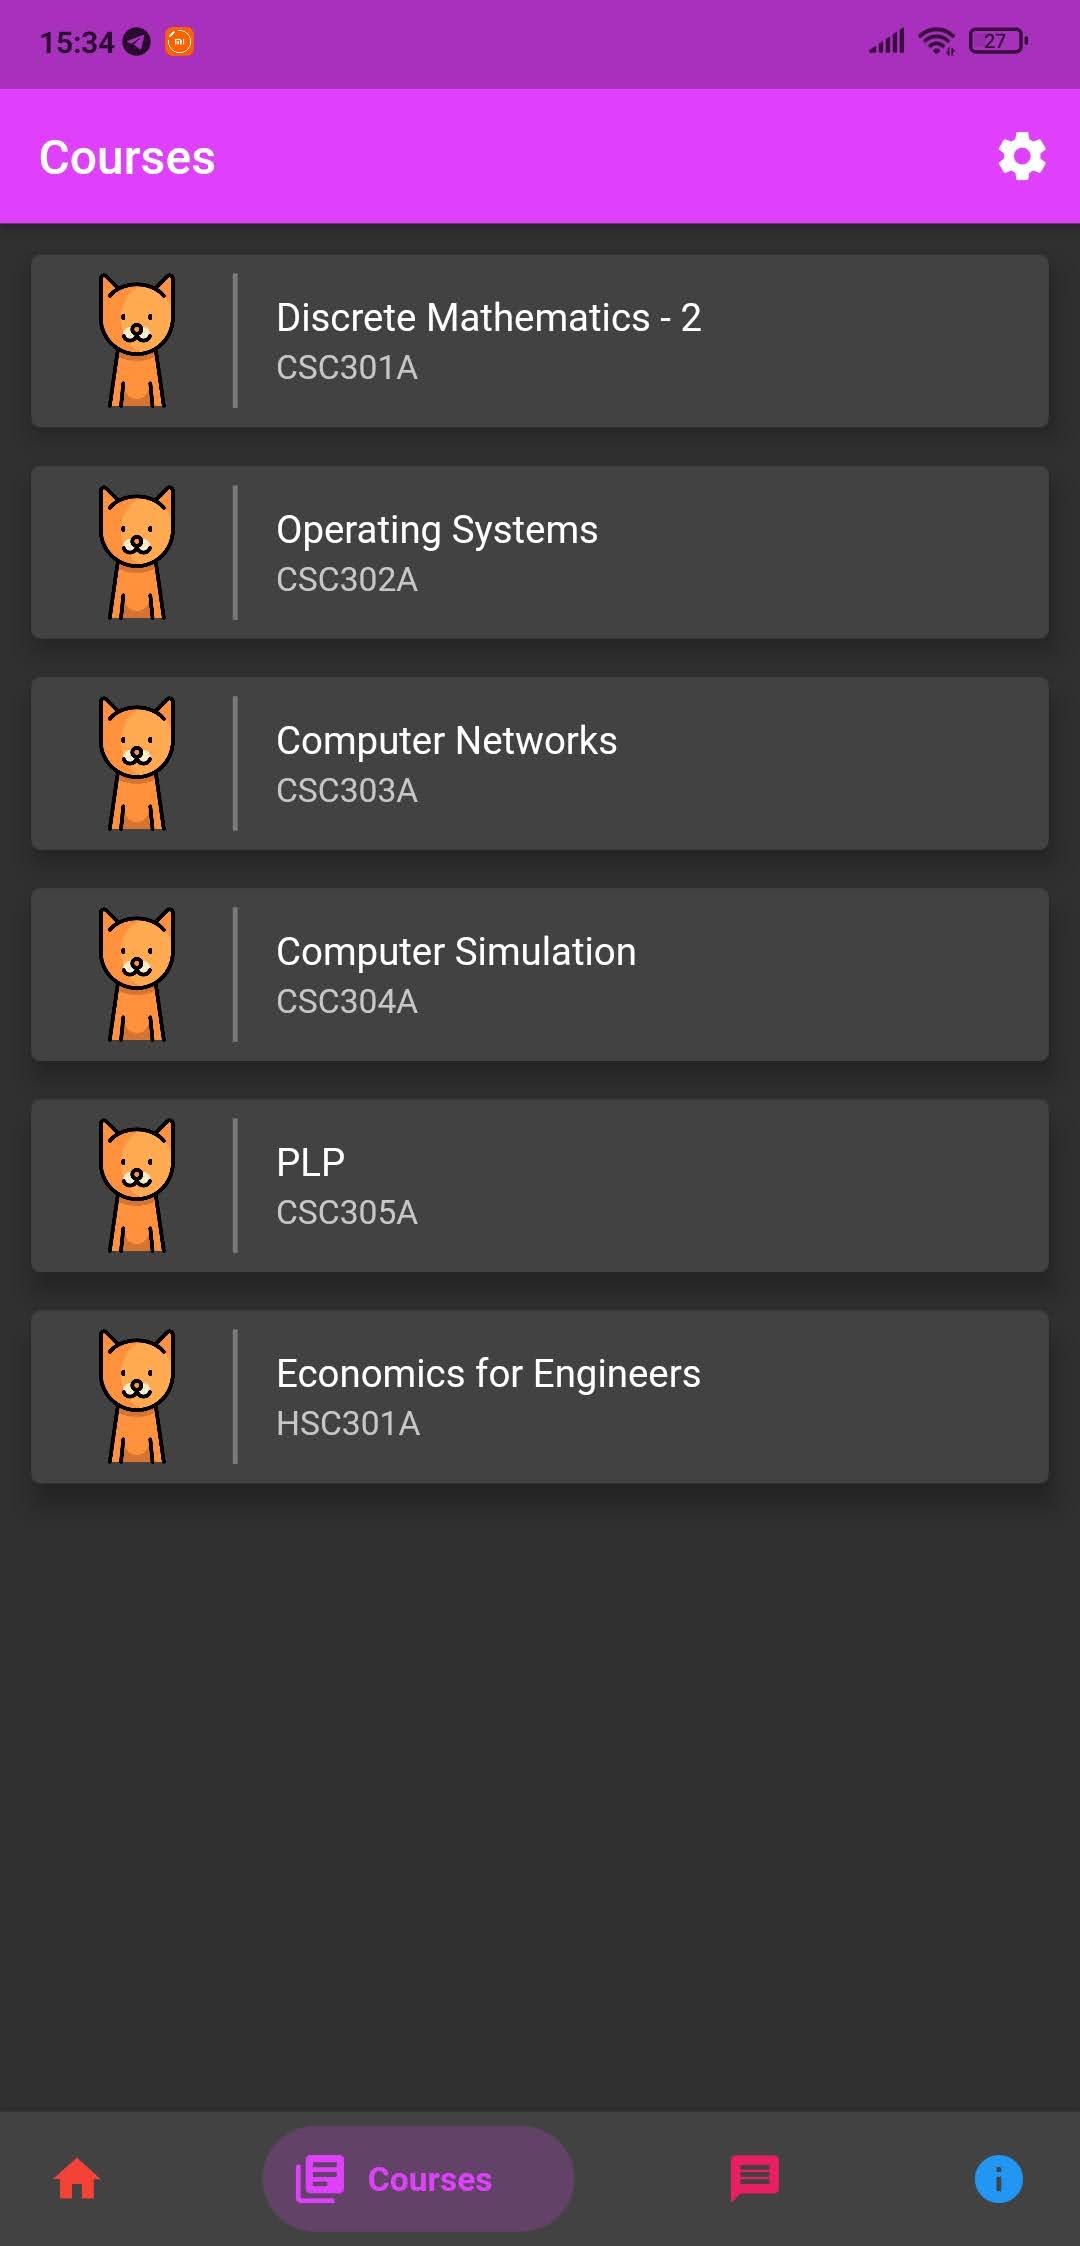 15:34
27
Courses
Discrete Mathematics - 2
CSC301A
Operating Systems
CSC302A
Computer Networks
CSC303A
Computer Simulation
CSC304A
PLP
CSC305A
Economics for Engineers
HSC301A
Courses